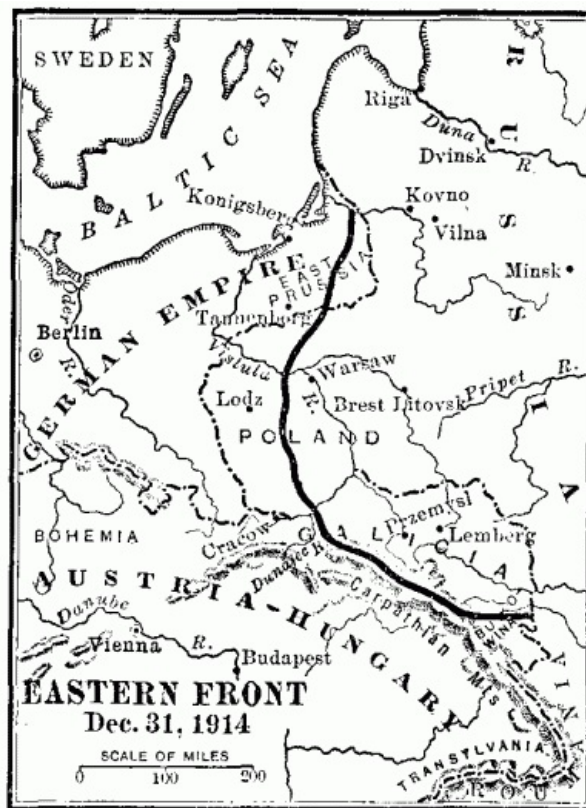 SWEDEN
BALTIC SEA
RUSSIA
Riga
Duna R.
Dvinsk
Konigsberg
Kovno
Vilna
EAST PRUSSIA
Minsk
GERMAN EMPIRE
Tannenberg
Oder R.
Berlin
Vistula R.
Warsaw
Pripet R.
Lodz
Brest Litovsk
POLAND
BOHEMIA
Cracow
GALICIA
Przemysl
Lemberg
Dunajec R.
AUSTRIA-HUNGARY
Carpathian Mts
Danube R.
Vienna
Budapest
EASTERN FRONT
Dec. 31, 1914
SCALE OF MILES
0 100 200
TRANSYLVANIA
ROU